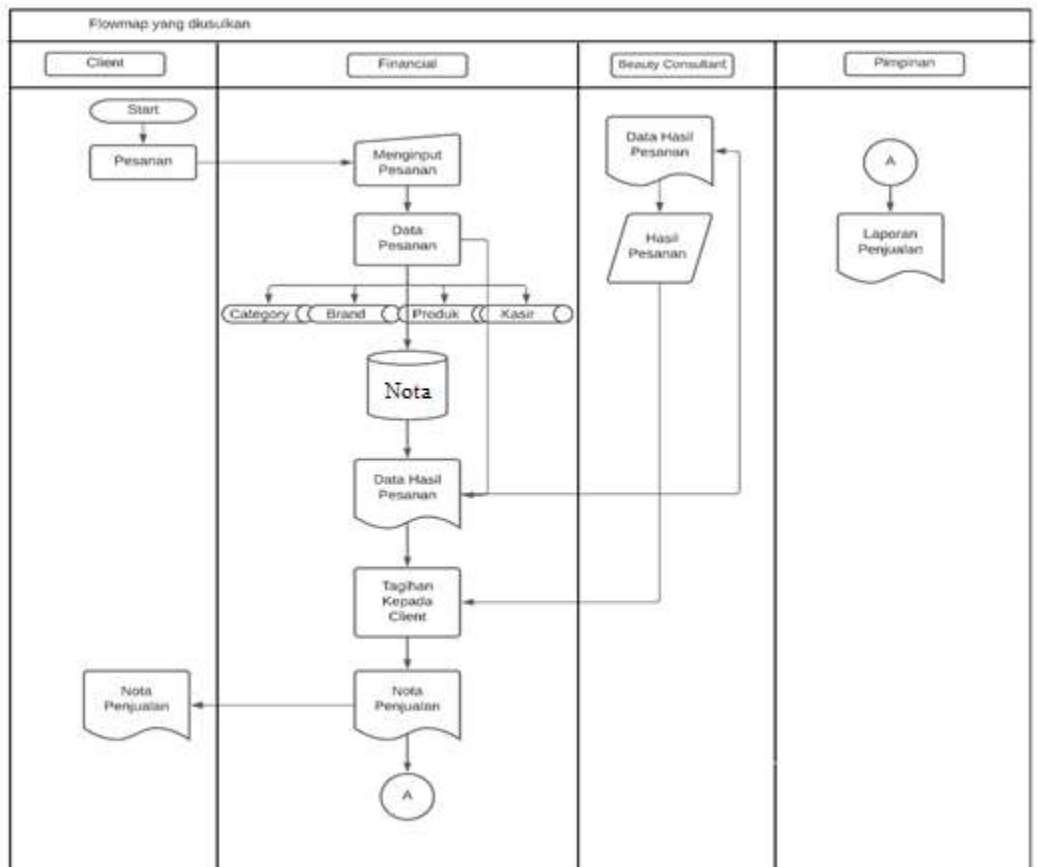 Flowmap yang diusulkan
Client
Financial
Beauty Consultant
Pimpinan
Start
Pesanan
Menginput
Pesanan
Data
Pesanan
Category
Brand
Produk
Kasir
Nota
Data Hasil
Pesanan
Tagihan
Kepada
Client
Nota
Penjualan
A
Nota
Penjualan
Data Hasil
Pesanan
Hasil
Pesanan
A
Laporan
Penjualan